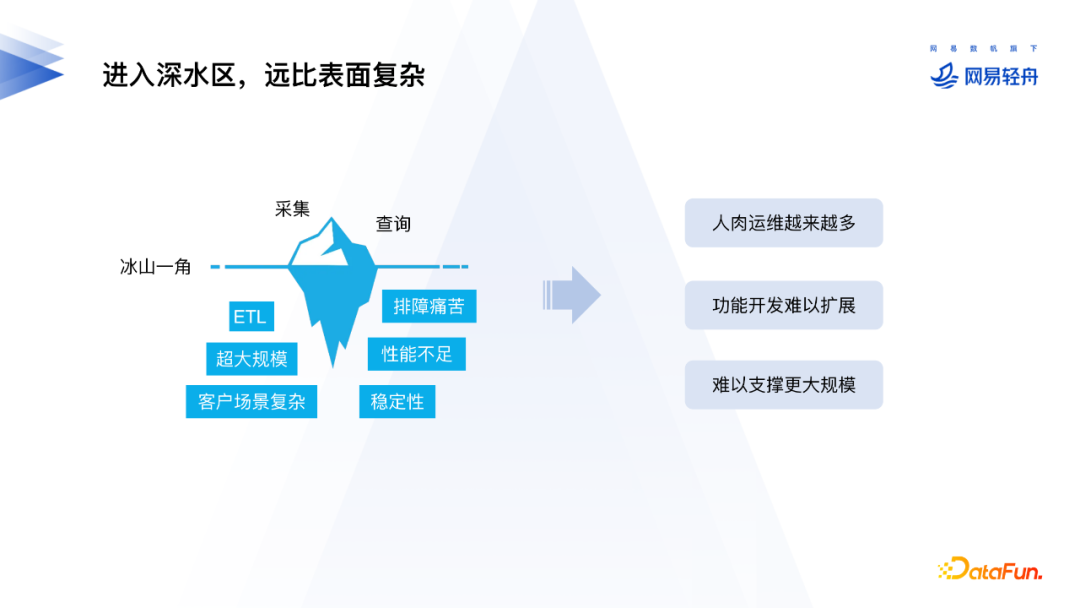 进入深水区，远比表面复杂
网易数帆旗下
网易轻舟
采集
查询
冰山一角
ETL
超大规模
客户场景复杂
排障痛苦
性能不足
稳定性
人肉运维越来越多
功能开发难以扩展
难以支撑更大规模
DataFun.